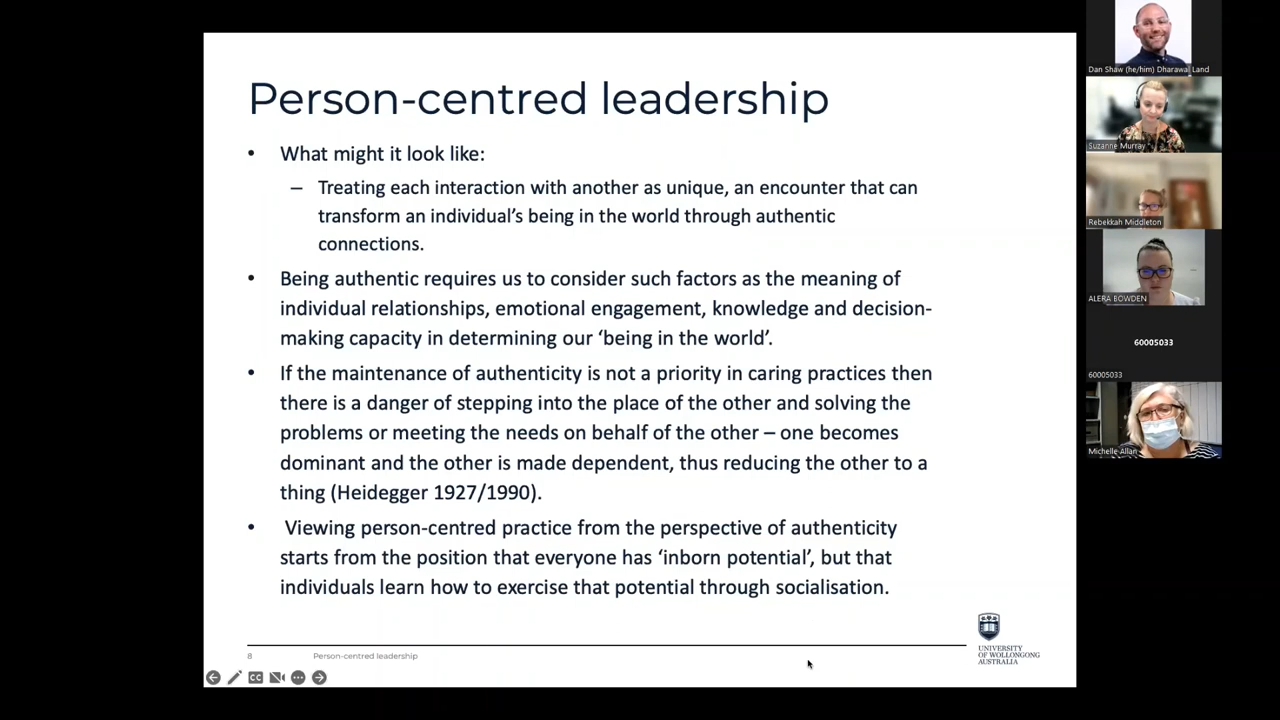 Person-centred leadership
• What might it look like:
– Treating each interaction with another as unique, an encounter that can
transform an individual’s being in the world through authentic
connections.
• Being authentic requires us to consider such factors as the meaning of
individual relationships, emotional engagement, knowledge and decision-
making capacity in determining our ‘being in the world’.
• If the maintenance of authenticity is not a priority in caring practices then
there is a danger of stepping into the place of the other and solving the
problems or meeting the needs on behalf of the other – one becomes
dominant and the other is made dependent, thus reducing the other to a
thing (Heidegger 1927/1990).
• Viewing person-centred practice from the perspective of authenticity
starts from the position that everyone has ‘inborn potential’, but that
individuals learn how to exercise that potential through socialisation.
8 Person-centred leadership
UNIVERSITY
OF WOLLONGONG
AUSTRALIA
CC
Dan Shaw (he/him) Dharawal Land
Suzanne Murray
Rebekkah Middleton
ALERA BOWDEN
60005033
60005033
Michelle Allan